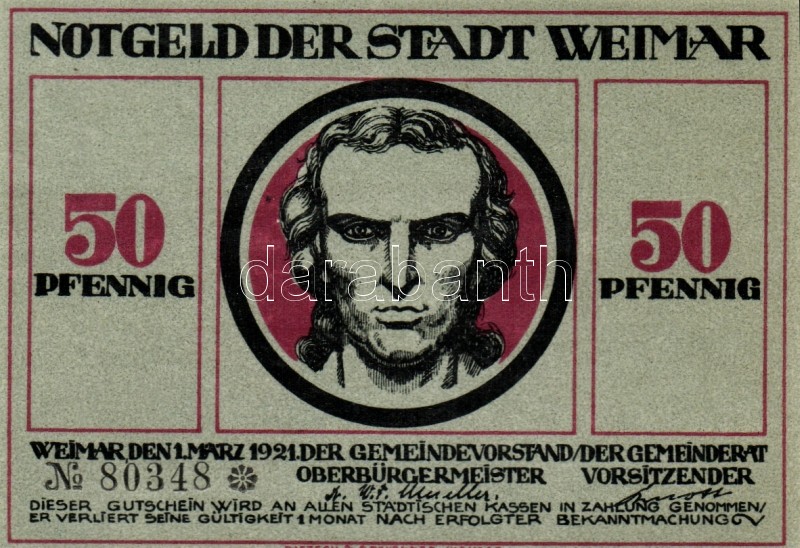 NOTGELD DER STADT WEIMAR
50
PFENNIG
50
PFENNIG
darabanth
WEIMAR, DEN 1. MÄRZ 1921. DER GEMEINDEVORSTAND/DER GEMEINDERAT
№ 80348
OBERBÜRGERMEISTER VORSITZENDER
DIESER GUTSCHEIN WIRD AN ALLEN STÄDTISCHEN KASSEN IN ZAHLUNG GENOMMEN/
ER VERLIERT SEINE GÜLTIGKEIT 1 MONAT NACH ERFOLGTER BEKANNTMACHUNG